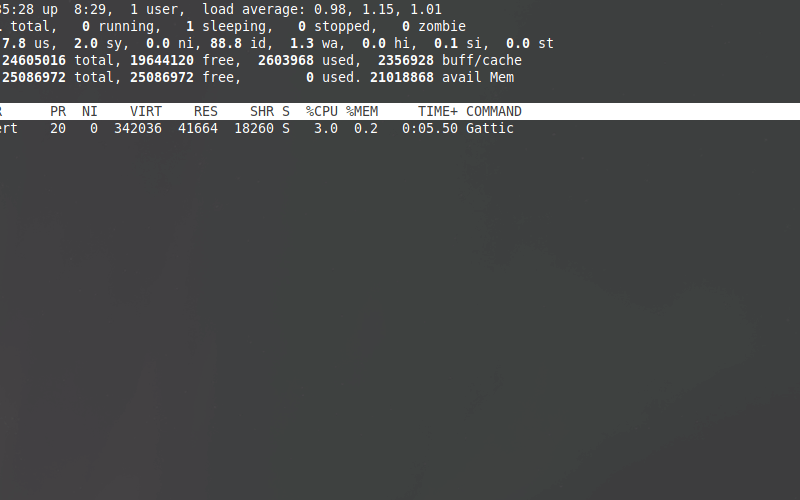 35:28 up  8:29,  1 user,  load average: 0.98, 1.15, 1.01
total,   0 running,   1 sleeping,   0 stopped,   0 zombie
7.8 us,  2.0 sy,  0.0 ni, 88.8 id,  1.3 wa,  0.0 hi,  0.1 si,  0.0 st
24605016 total, 19644120 free,  2603968 used,  2356928 buff/cache
25086972 total, 25086972 free,        0 used. 21018868 avail Mem
PR  NI    VIRT    RES    SHR S  %CPU %MEM     TIME+ COMMAND
ert    20   0  342036  41664  18260 S   3.0  0.2   0:05.50 Gattic